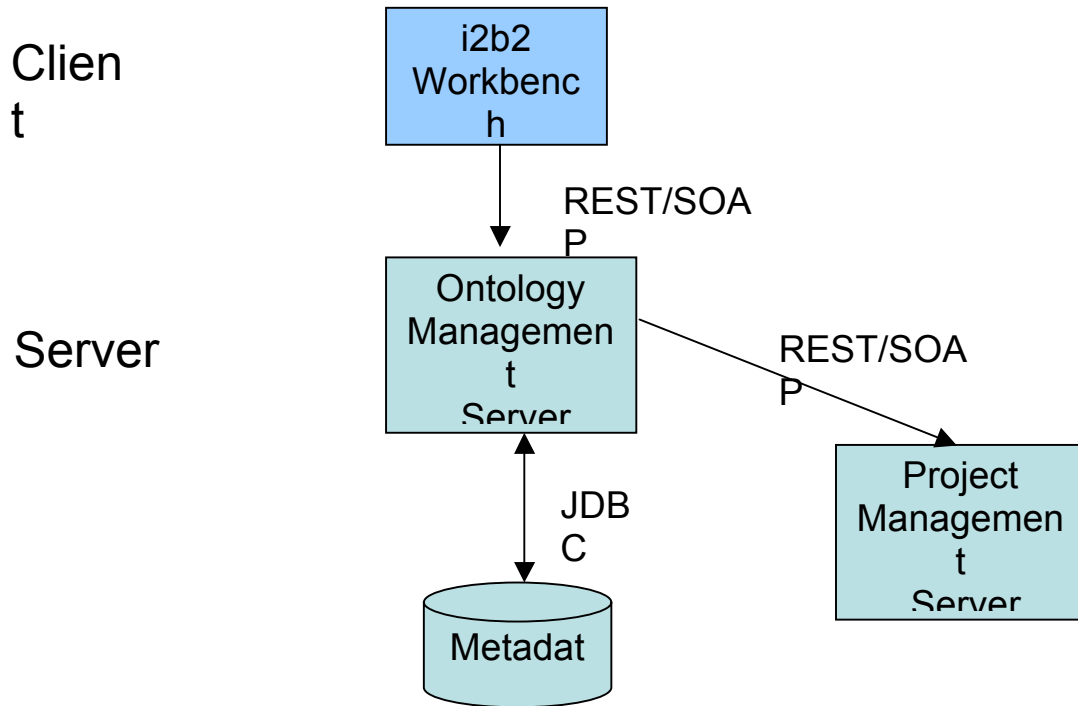 Clien
t
i2b2
Workbenc
h
REST/SOA
P
Ontology
Managemen
t
Server
Server
REST/SOA
P
Project
Managemen
t
Server
JDB
C
Metadat